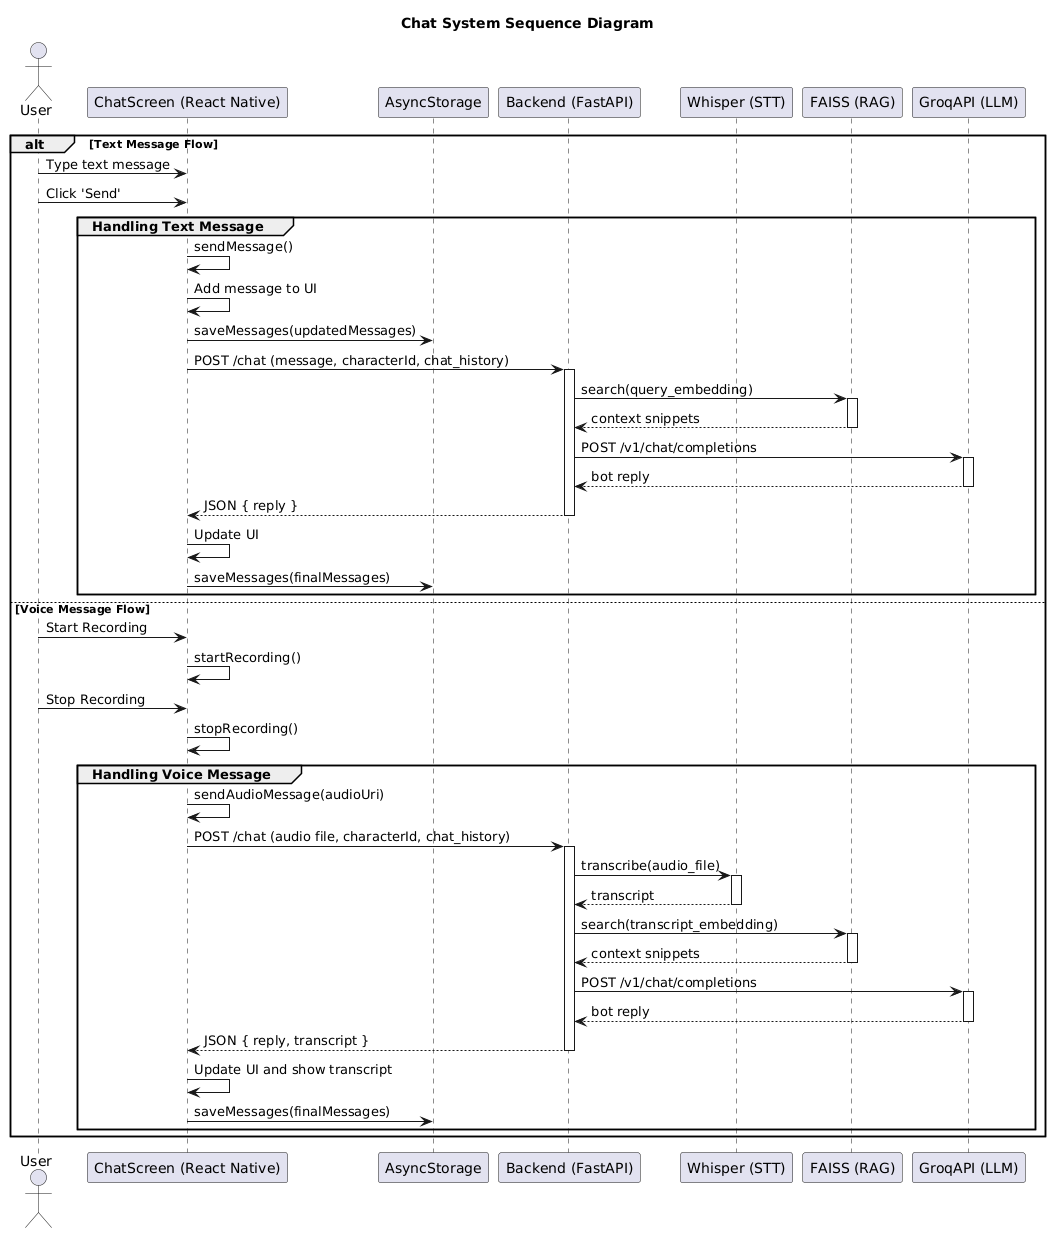 Chat System Sequence Diagram
User
ChatScreen (React Native)
AsyncStorage
Backend (FastAPI)
Whisper (STT)
FAISS (RAG)
GroqAPI (LLM)
alt
[Text Message Flow]
Type text message
Click 'Send'
Handling Text Message
sendMessage()
Add message to UI
saveMessages(updatedMessages)
POST /chat (message, characterId, chat_history)
search(query_embedding)
context snippets
POST /v1/chat/completions
bot reply
JSON { reply }
Update UI
saveMessages(finalMessages)
[Voice Message Flow]
Start Recording
startRecording()
Stop Recording
stopRecording()
Handling Voice Message
sendAudioMessage(audioUri)
POST /chat (audio file, characterId, chat_history)
transcribe(audio_file)
transcript
search(transcript_embedding)
context snippets
POST /v1/chat/completions
bot reply
JSON { reply, transcript }
Update UI and show transcript
saveMessages(finalMessages)
User
ChatScreen (React Native)
AsyncStorage
Backend (FastAPI)
Whisper (STT)
FAISS (RAG)
GroqAPI (LLM)